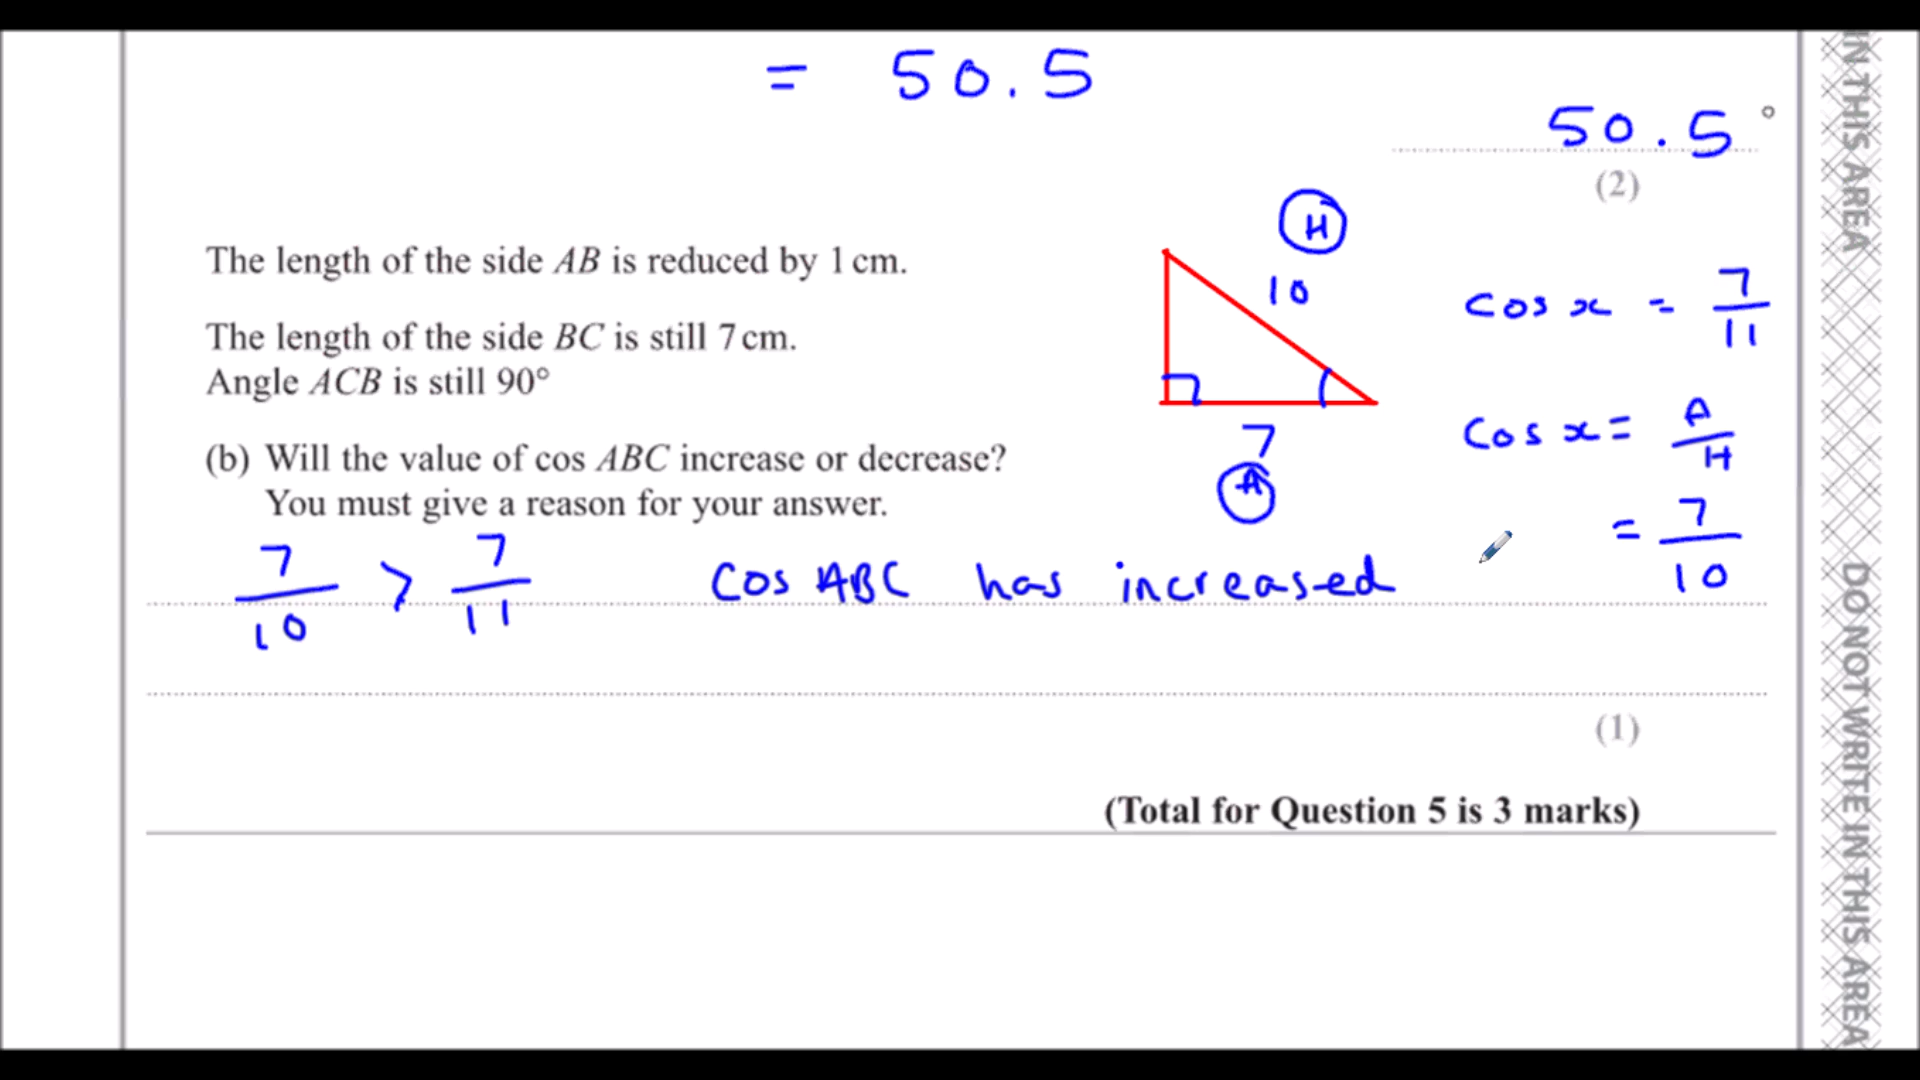 = 50.5
50.5 °
(2)
The length of the side AB is reduced by 1 cm.
The length of the side BC is still 7 cm.
Angle ACB is still 90°
(b) Will the value of cos ABC increase or decrease?
You must give a reason for your answer.
H
10
7
A
cos x = 7/11
cos x = A/H
= 7/10
7/10 > 7/11 cos ABC has increased
(1)
(Total for Question 5 is 3 marks)
IN THIS AREA
DO NOT WRITE IN THIS AREA